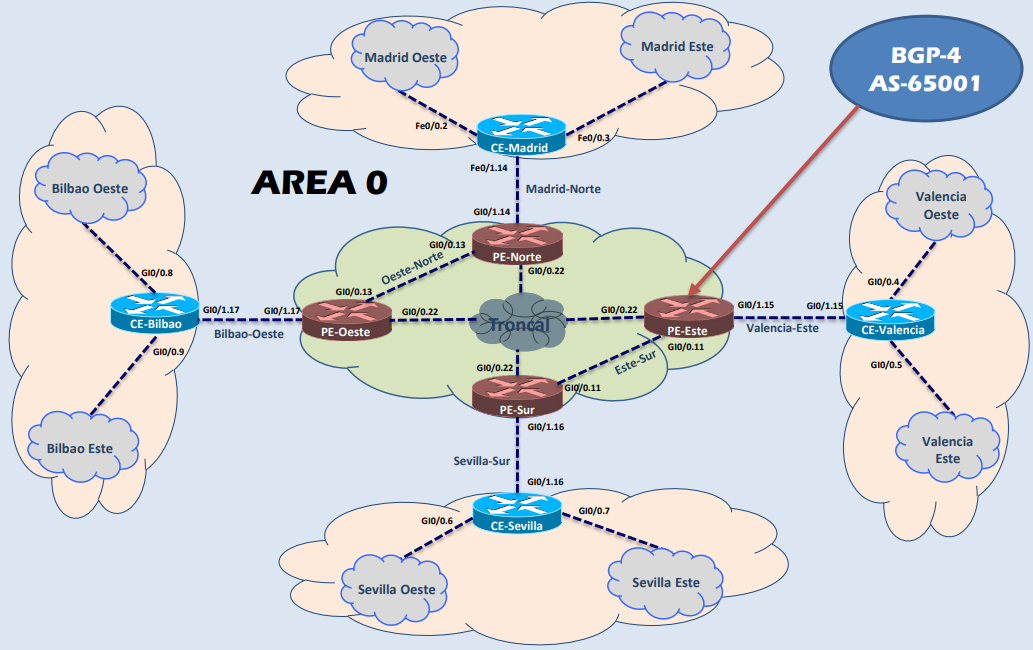 Madrid Oeste
Madrid Este
BGP-4
AS-65001
Fe0/0.2
Fe0/0.3
CE-Madrid
Fe0/1.14
AREA 0
Madrid-Norte
Bilbao Oeste
Valencia
Oeste
GI0/1.14
GI0/0.13
PE-Norte
Oeste-Norte
GI0/0.22
GI0/0.8
GI0/0.4
GI0/0.13
GI0/1.17
GI0/1.17
CE-Bilbao
Bilbao-Oeste
PE-Oeste
GI0/0.22
Troncal
GI0/0.22
PE-Este
GI0/1.15
GI0/1.15
Valencia-Este
CE-Valencia
GI0/0.9
GI0/0.11
Este-Sur
GI0/0.5
GI0/0.22
GI0/0.11
PE-Sur
GI0/1.16
Bilbao Este
Valencia
Este
Sevilla-Sur
GI0/1.16
GI0/0.6
GI0/0.7
CE-Sevilla
Sevilla Oeste
Sevilla Este